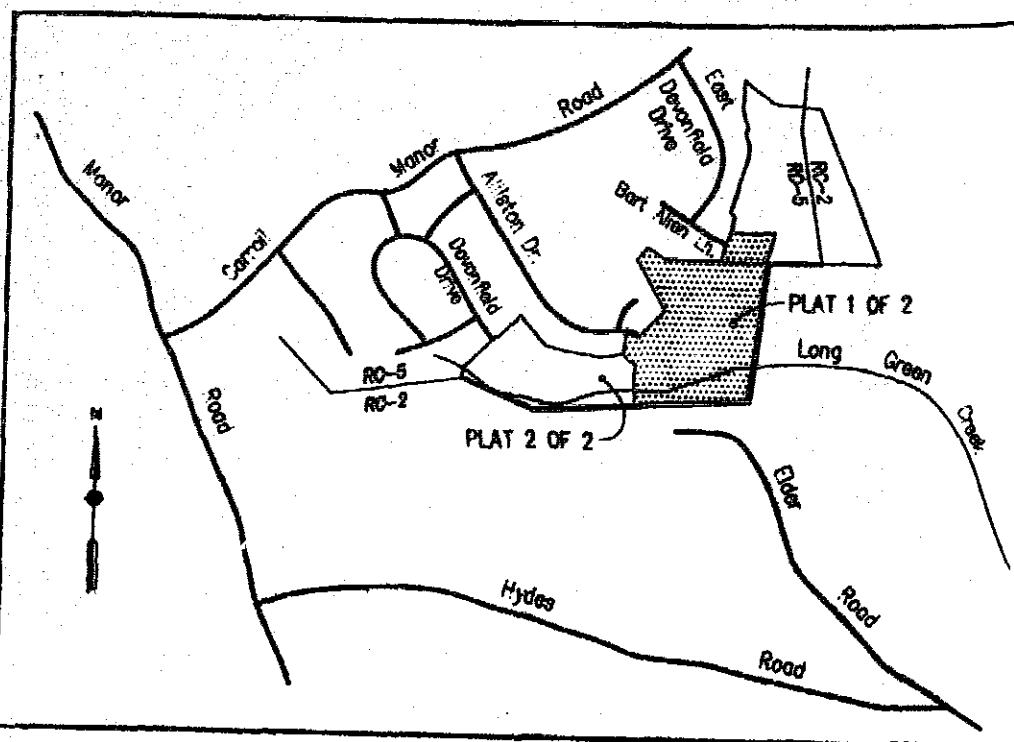 Manor
Road
Carroll
Manor
Road
East
Devonfield
Drive
Bart Allen Ln.
RC-2
RC-5
Allston Dr.
Devonfield
Drive
PLAT 1 OF 2
Long
Green
Creek
RC-5
RC-2
PLAT 2 OF 2
N
Elder
Road
Hydes
Road